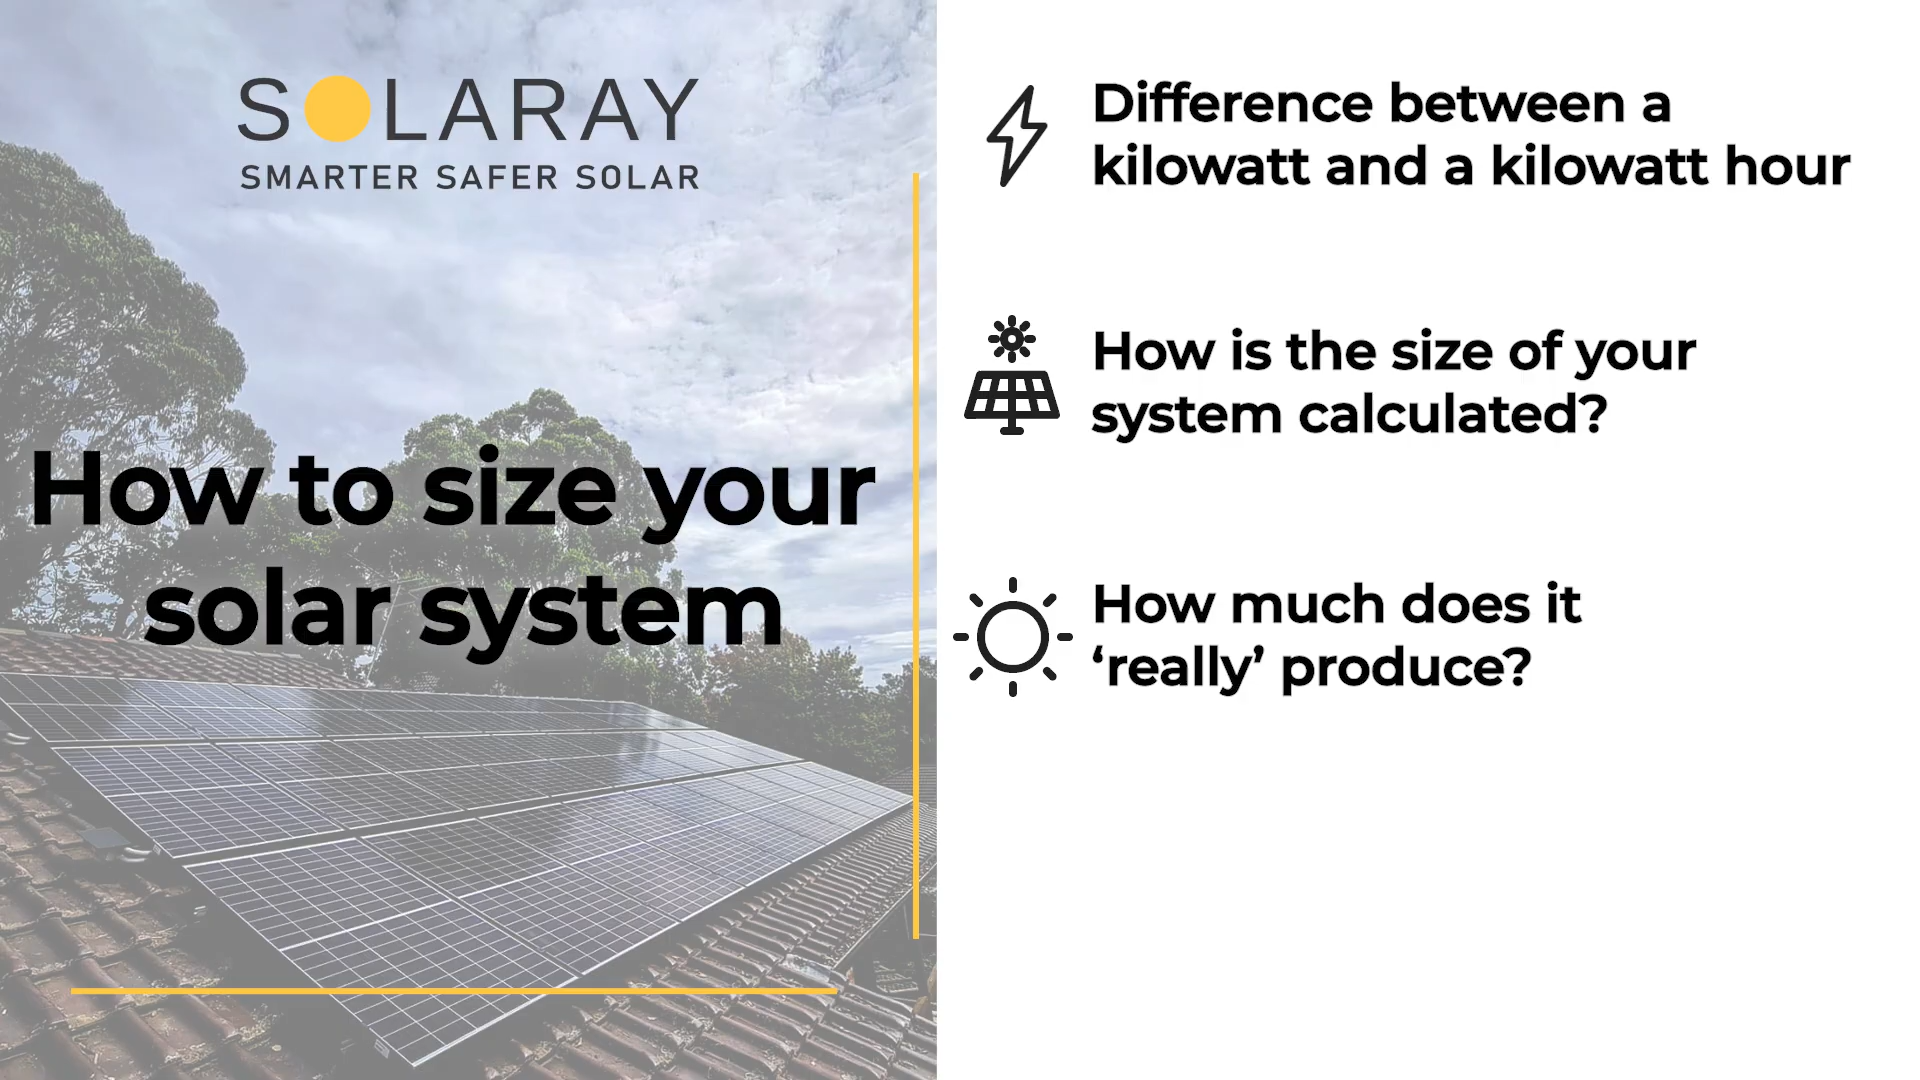 SOLARAY
SMARTER SAFER SOLAR
How to size your
solar system
Difference between a
kilowatt and a kilowatt hour
How is the size of your
system calculated?
How much does it
‘really’ produce?